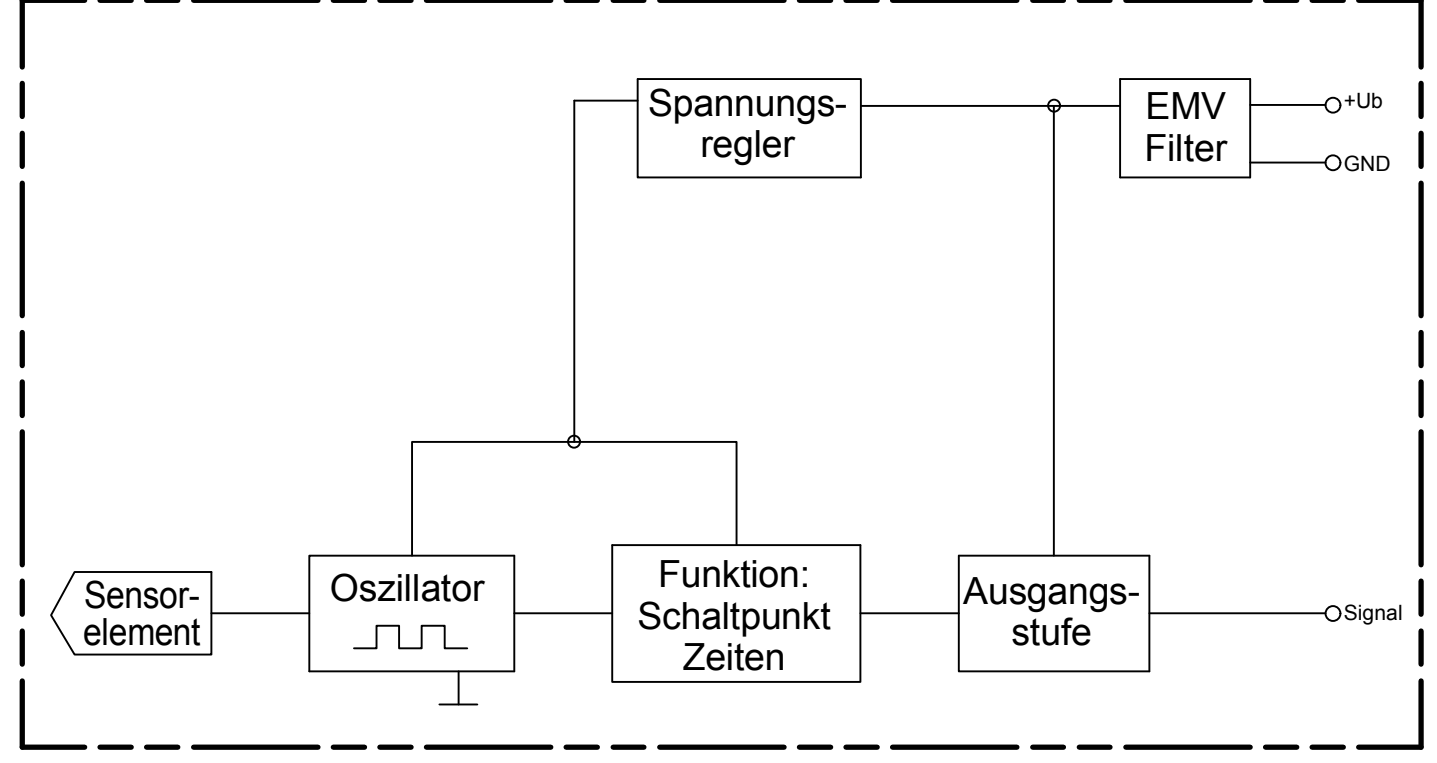 Spannungs-
regler
EMV
Filter
+Ub
GND
Sensor-
element
Oszillator
Funktion:
Schaltpunkt
Zeiten
Ausgangs-
stufe
Signal